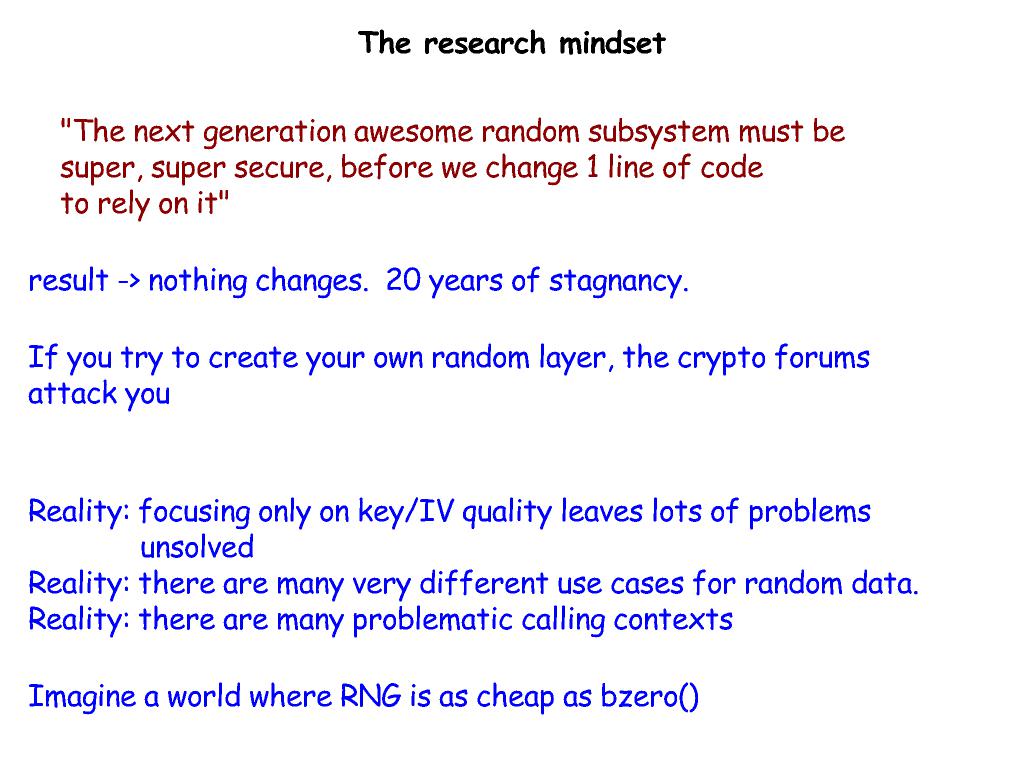 The research mindset
"The next generation awesome random subsystem must be
super, super secure, before we change 1 line of code
to rely on it"
result -> nothing changes.  20 years of stagnancy.
If you try to create your own random layer, the crypto forums
attack you
Reality: focusing only on key/IV quality leaves lots of problems
unsolved
Reality: there are many very different use cases for random data.
Reality: there are many problematic calling contexts
Imagine a world where RNG is as cheap as bzero()